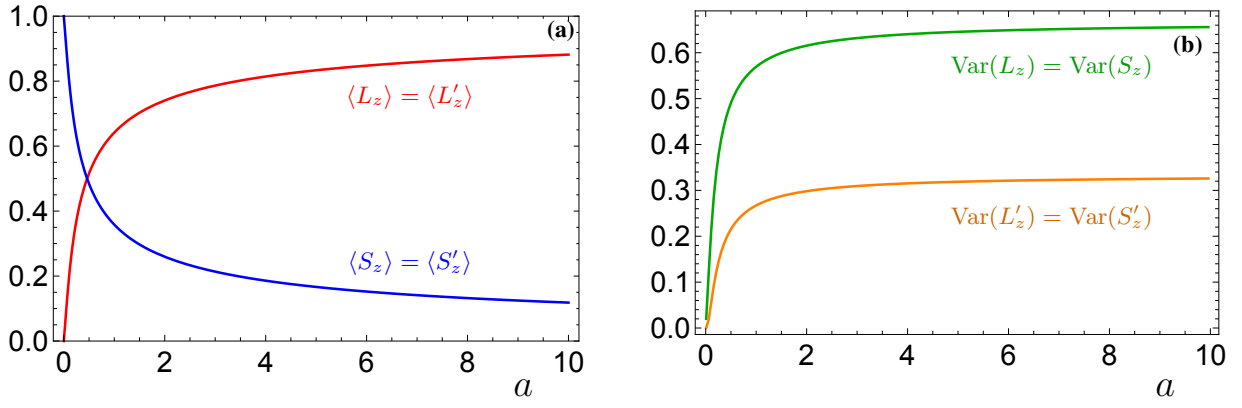 1.0
(a)
0.8
⟨L_z⟩ = ⟨L′_z⟩
0.6
0.4
⟨S_z⟩ = ⟨S′_z⟩
0.2
0.0
0 2 4 6 8 10
a
(b)
0.6
Var(L_z) = Var(S_z)
0.5
0.4
0.3
Var(L′_z) = Var(S′_z)
0.2
0.1
0.0
0 2 4 6 8 10
a